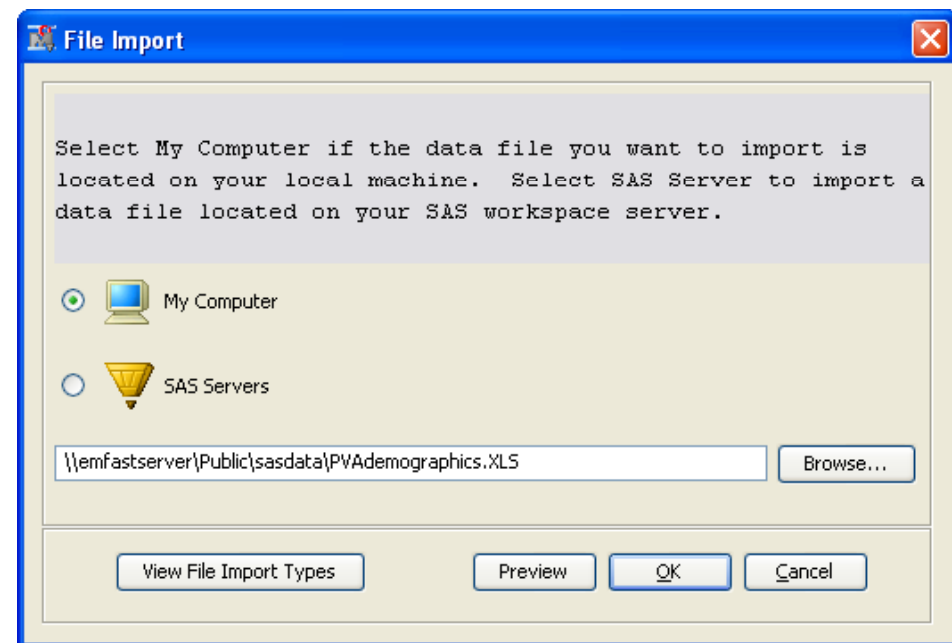 File Import
Select My Computer if the data file you want to import is
located on your local machine.  Select SAS Server to import a
data file located on your SAS workspace server.
My Computer
SAS Servers
\\emfastserver\Public\sasdata\PVAdemographics.XLS
Browse...
View File Import Types
Preview
OK
Cancel